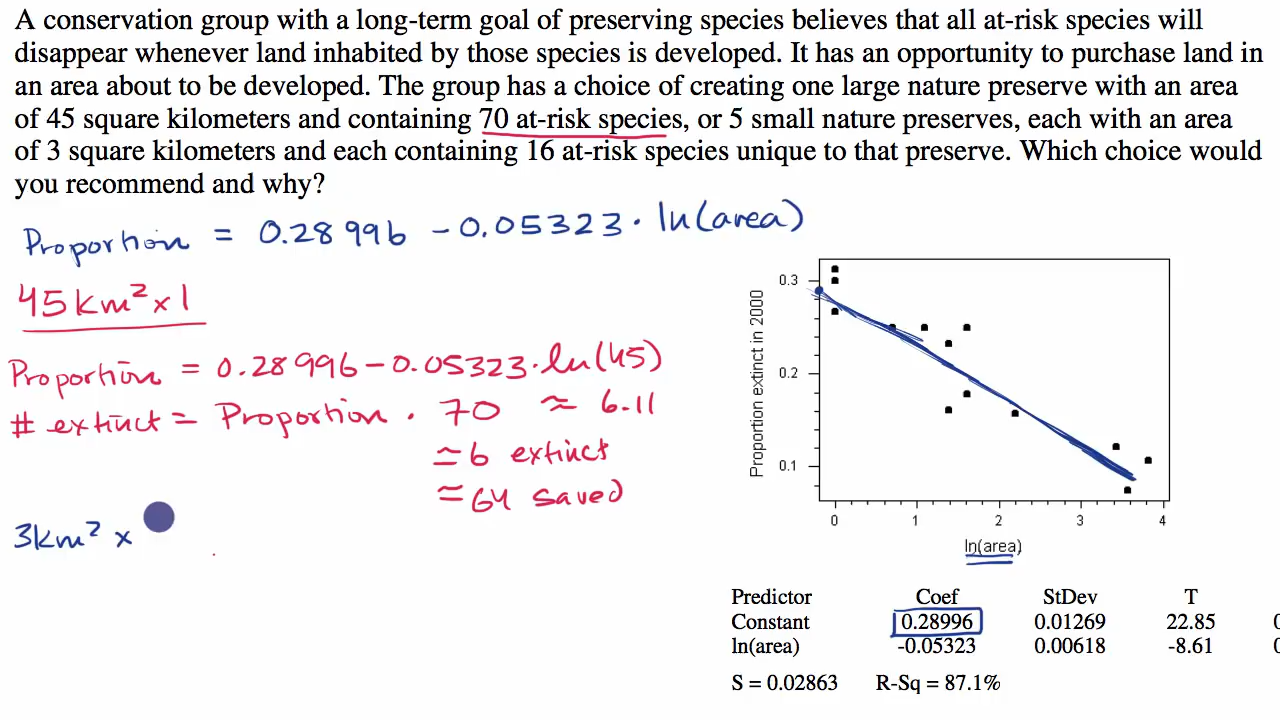 A conservation group with a long-term goal of preserving species believes that all at-risk species will
disappear whenever land inhabited by those species is developed. It has an opportunity to purchase land in
an area about to be developed. The group has a choice of creating one large nature preserve with an area
of 45 square kilometers and containing 70 at-risk species, or 5 small nature preserves, each with an area
of 3 square kilometers and each containing 16 at-risk species unique to that preserve. Which choice would
you recommend and why?
Proportion = 0.28996 - 0.05323 · ln(area)
45 km² x 1
Proportion = 0.28996 - 0.05323 · ln(45)
# extinct = Proportion · 70 ≈ 6.11
≈ 6 extinct
≈ 64 saved
3km² x
Proportion extinct in 2000
0.3
0.2
0.1
0 1 2 3 4
ln(area)
Predictor Coef StDev T
Constant 0.28996 0.01269 22.85 0
ln(area) -0.05323 0.00618 -8.61 0
S = 0.02863 R-Sq = 87.1%